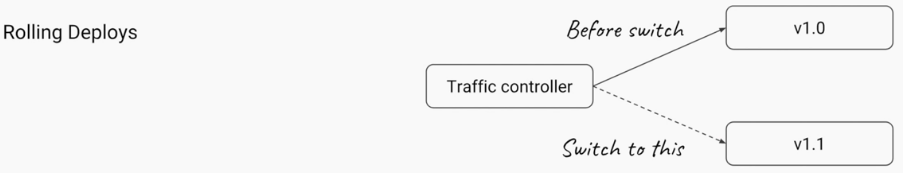 Rolling Deploys
Before switch
v1.0
Traffic controller
Switch to this
v1.1